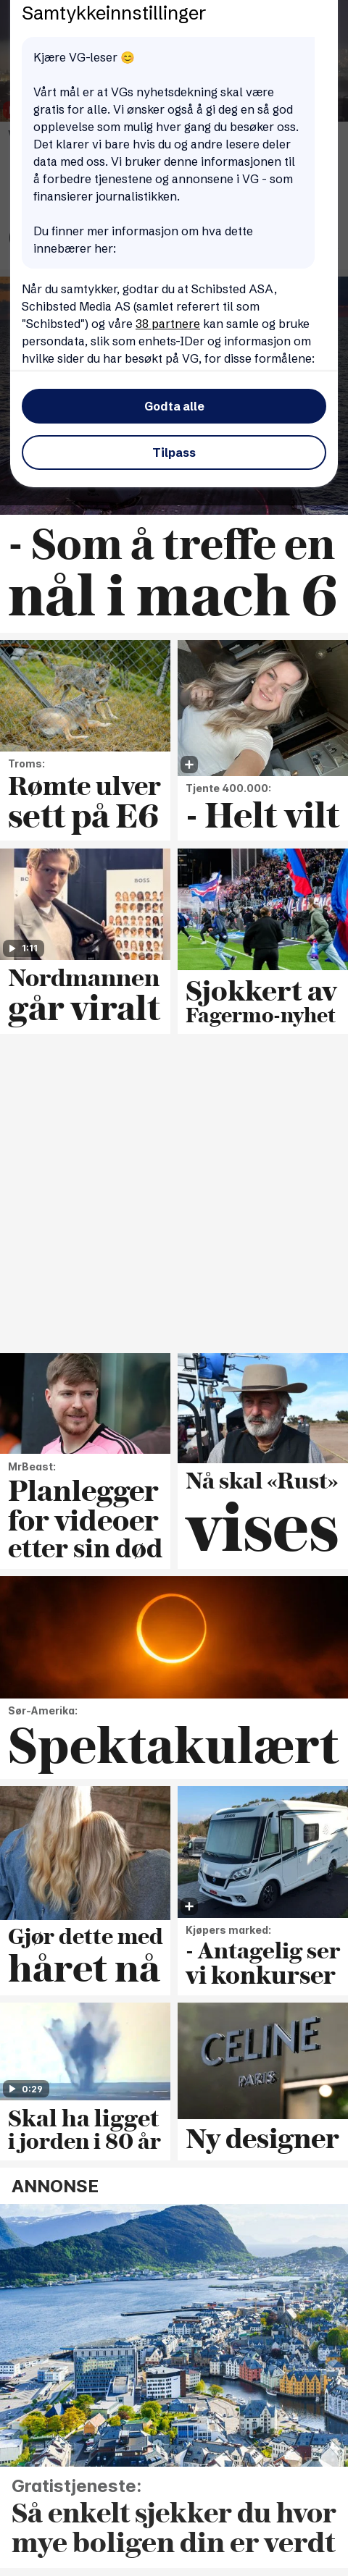 Samtykkeinnstillinger
Kjære VG-leser 😊
Vårt mål er at VGs nyhetsdekning skal være
gratis for alle. Vi ønsker også å gi deg en så god
opplevelse som mulig hver gang du besøker oss.
Det klarer vi bare hvis du og andre lesere deler
data med oss. Vi bruker denne informasjonen til
å forbedre tjenestene og annonsene i VG - som
finansierer journalistikken.
Du finner mer informasjon om hva dette
innebærer her:
Når du samtykker, godtar du at Schibsted ASA,
Schibsted Media AS (samlet referert til som
"Schibsted") og våre 38 partnere kan samle og bruke
persondata, slik som enhets-IDer og informasjon om
hvilke sider du har besøkt på VG, for disse formålene:
Godta alle
Tilpass
- Som å treffe en
nål i mach 6
Troms:
Rømte ulver
sett på E6
Tjente 400.000:
- Helt vilt
BOSS
1:11
Nordmannen
går viralt
Sjokkert av
Fagermo-nyhet
MrBeast:
Planlegger
for videoer
etter sin død
Nå skal «Rust»
vises
Sør-Amerika:
Spektakulært
Gjør dette med
håret nå
Kjøpers marked:
- Antagelig ser
vi konkurser
0:29
Skal ha ligget
i jorden i 80 år
CELINE
PARIS
Ny designer
ANNONSE
Gratistjeneste:
Så enkelt sjekker du hvor
mye boligen din er verdt